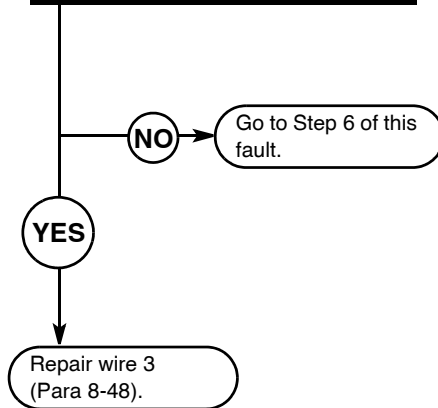 NO
Go to Step 6 of this
fault.
YES
Repair wire 3
(Para 8-48).